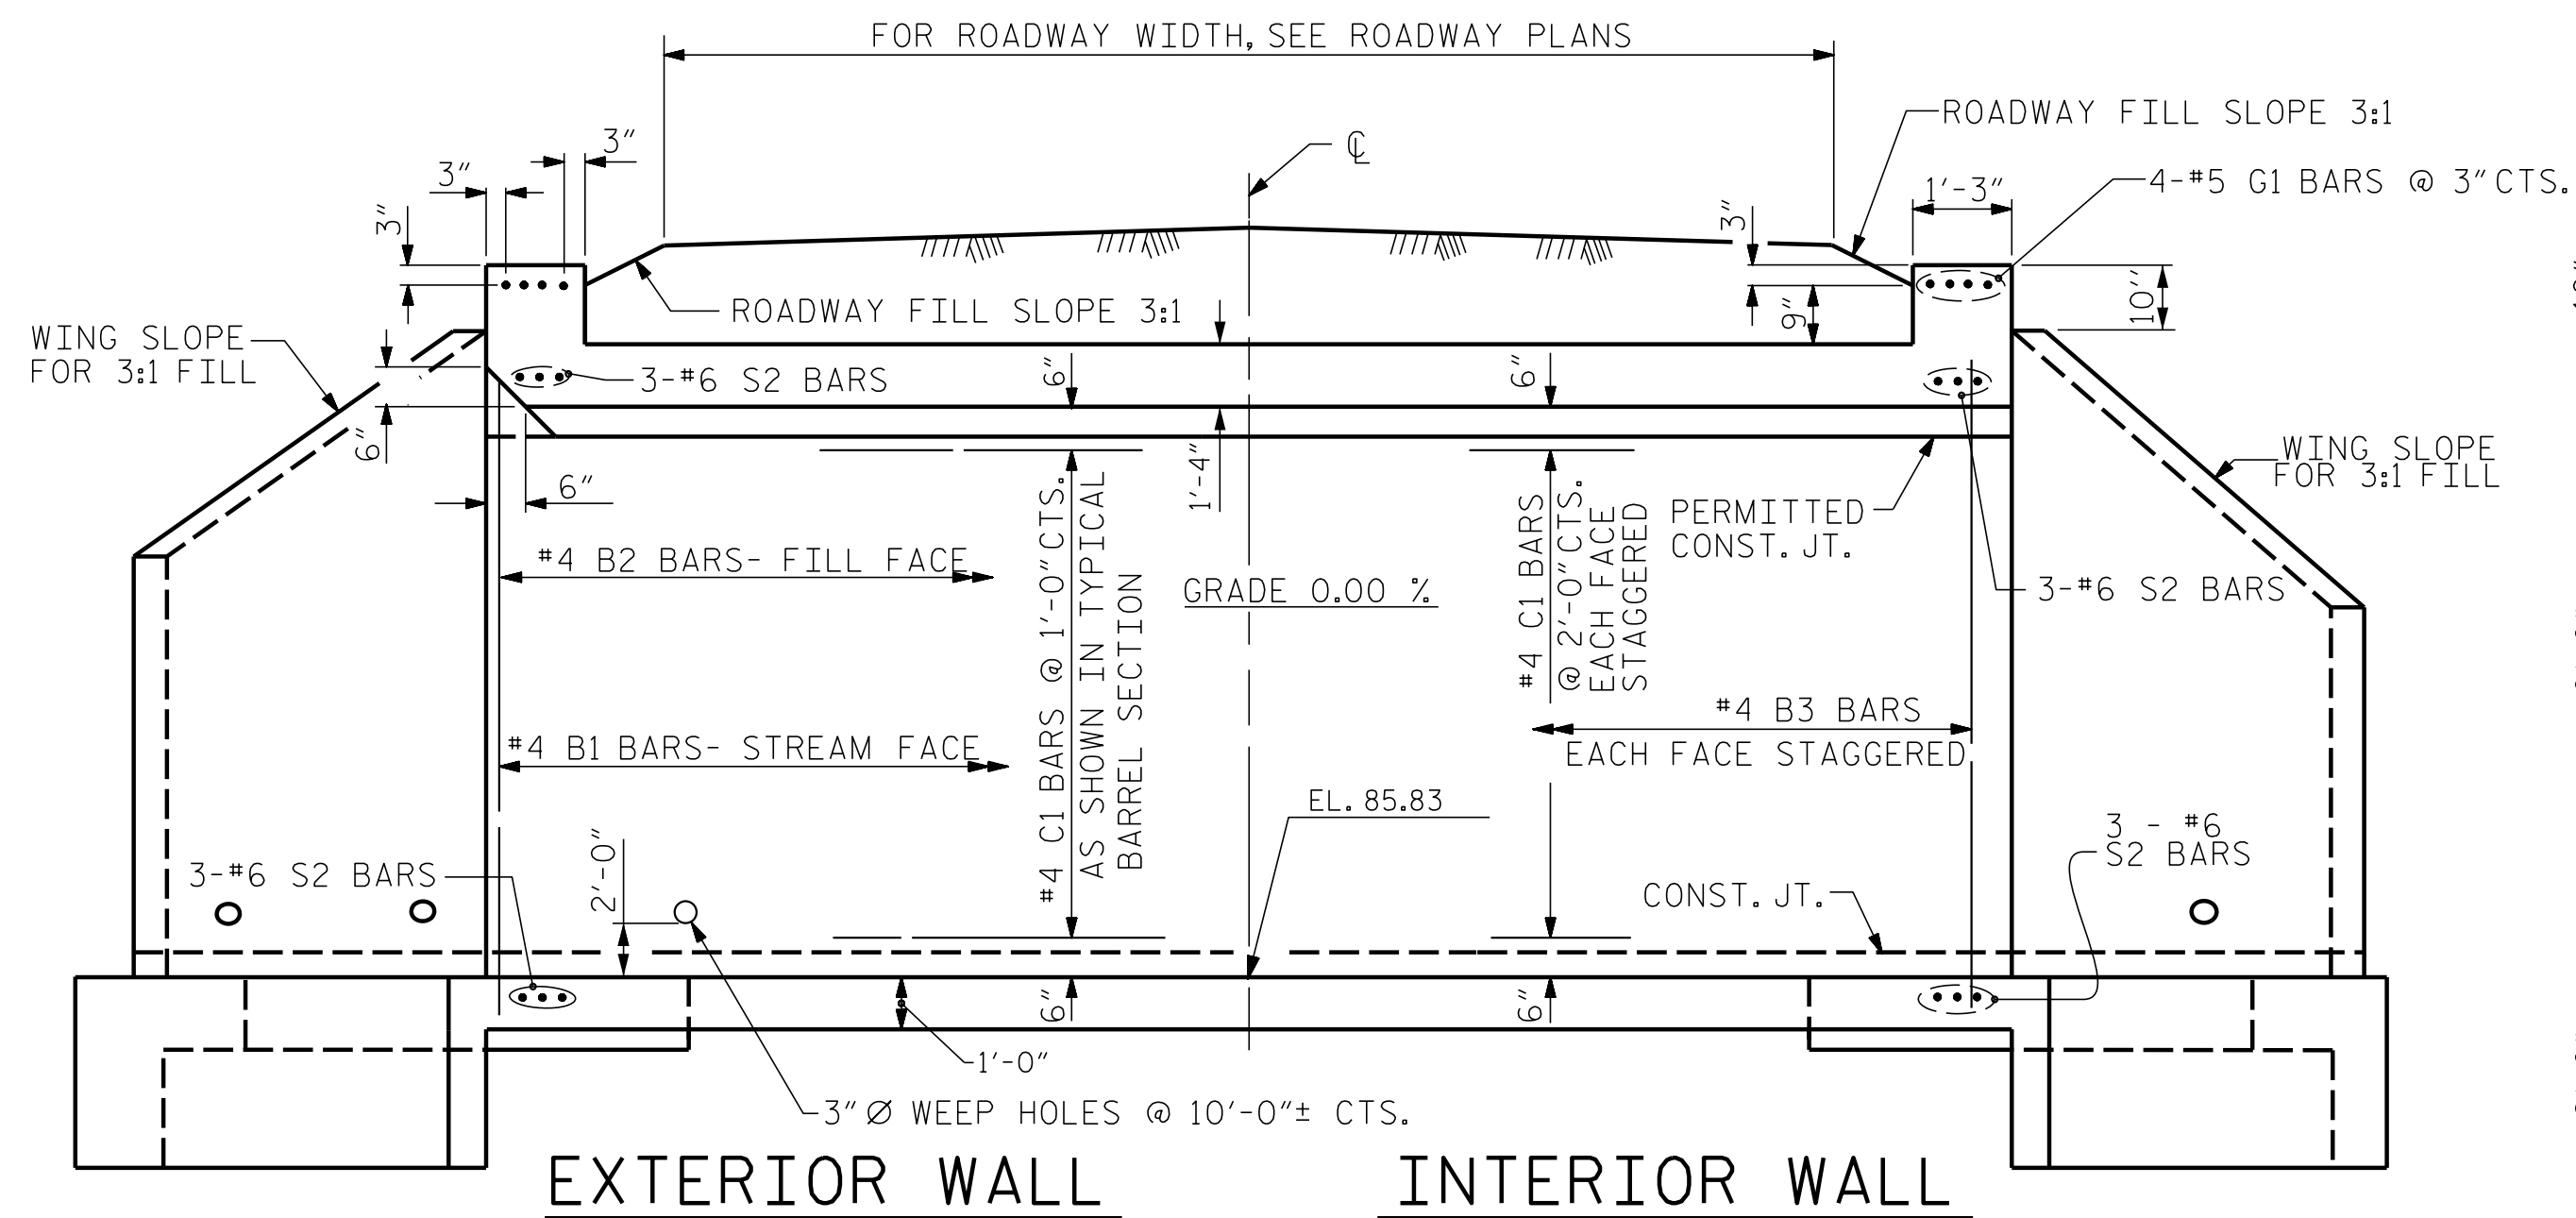 FOR ROADWAY WIDTH, SEE ROADWAY PLANS
ROADWAY FILL SLOPE 3:1
3"
℄
3"
4-#5 G1 BARS @ 3" CTS.
1'-3"
3"
3"
10"
9"
ROADWAY FILL SLOPE 3:1
WING SLOPE
FOR 3:1 FILL
3-#6 S2 BARS
6"
6"
6"
6"
1'-4"
WING SLOPE
FOR 3:1 FILL
PERMITTED
CONST. JT.
#4 B2 BARS- FILL FACE
#4 C1 BARS @ 1'-0" CTS.
AS SHOWN IN TYPICAL
BARREL SECTION
GRADE 0.00 %
#4 C1 BARS
@ 2'-0" CTS.
EACH FACE
STAGGERED
3-#6 S2 BARS
#4 B3 BARS
EACH FACE STAGGERED
#4 B1 BARS- STREAM FACE
EL. 85.83
3 - #6
S2 BARS
3-#6 S2 BARS
2'-0"
CONST. JT.
6"
6"
1'-0"
3" Ø WEEP HOLES @ 10'-0"± CTS.
EXTERIOR WALL
INTERIOR WALL